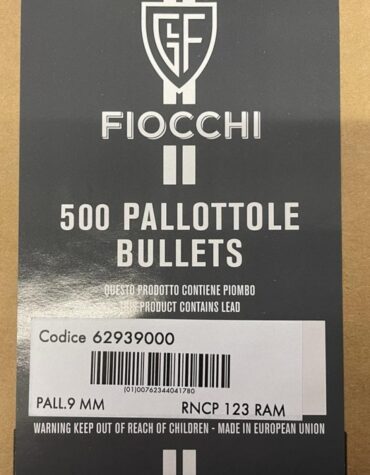 GFL
FIOCCHI
500 PALLOTTOLE
BULLETS
QUESTO PRODOTTO CONTIENE PIOMBO
THIS PRODUCT CONTAINS LEAD
Codice 62939000
(01)00762344041780
PALL.9 MM RNCP 123 RAM
WARNING KEEP OUT OF REACH OF CHILDREN - MADE IN EUROPEAN UNION